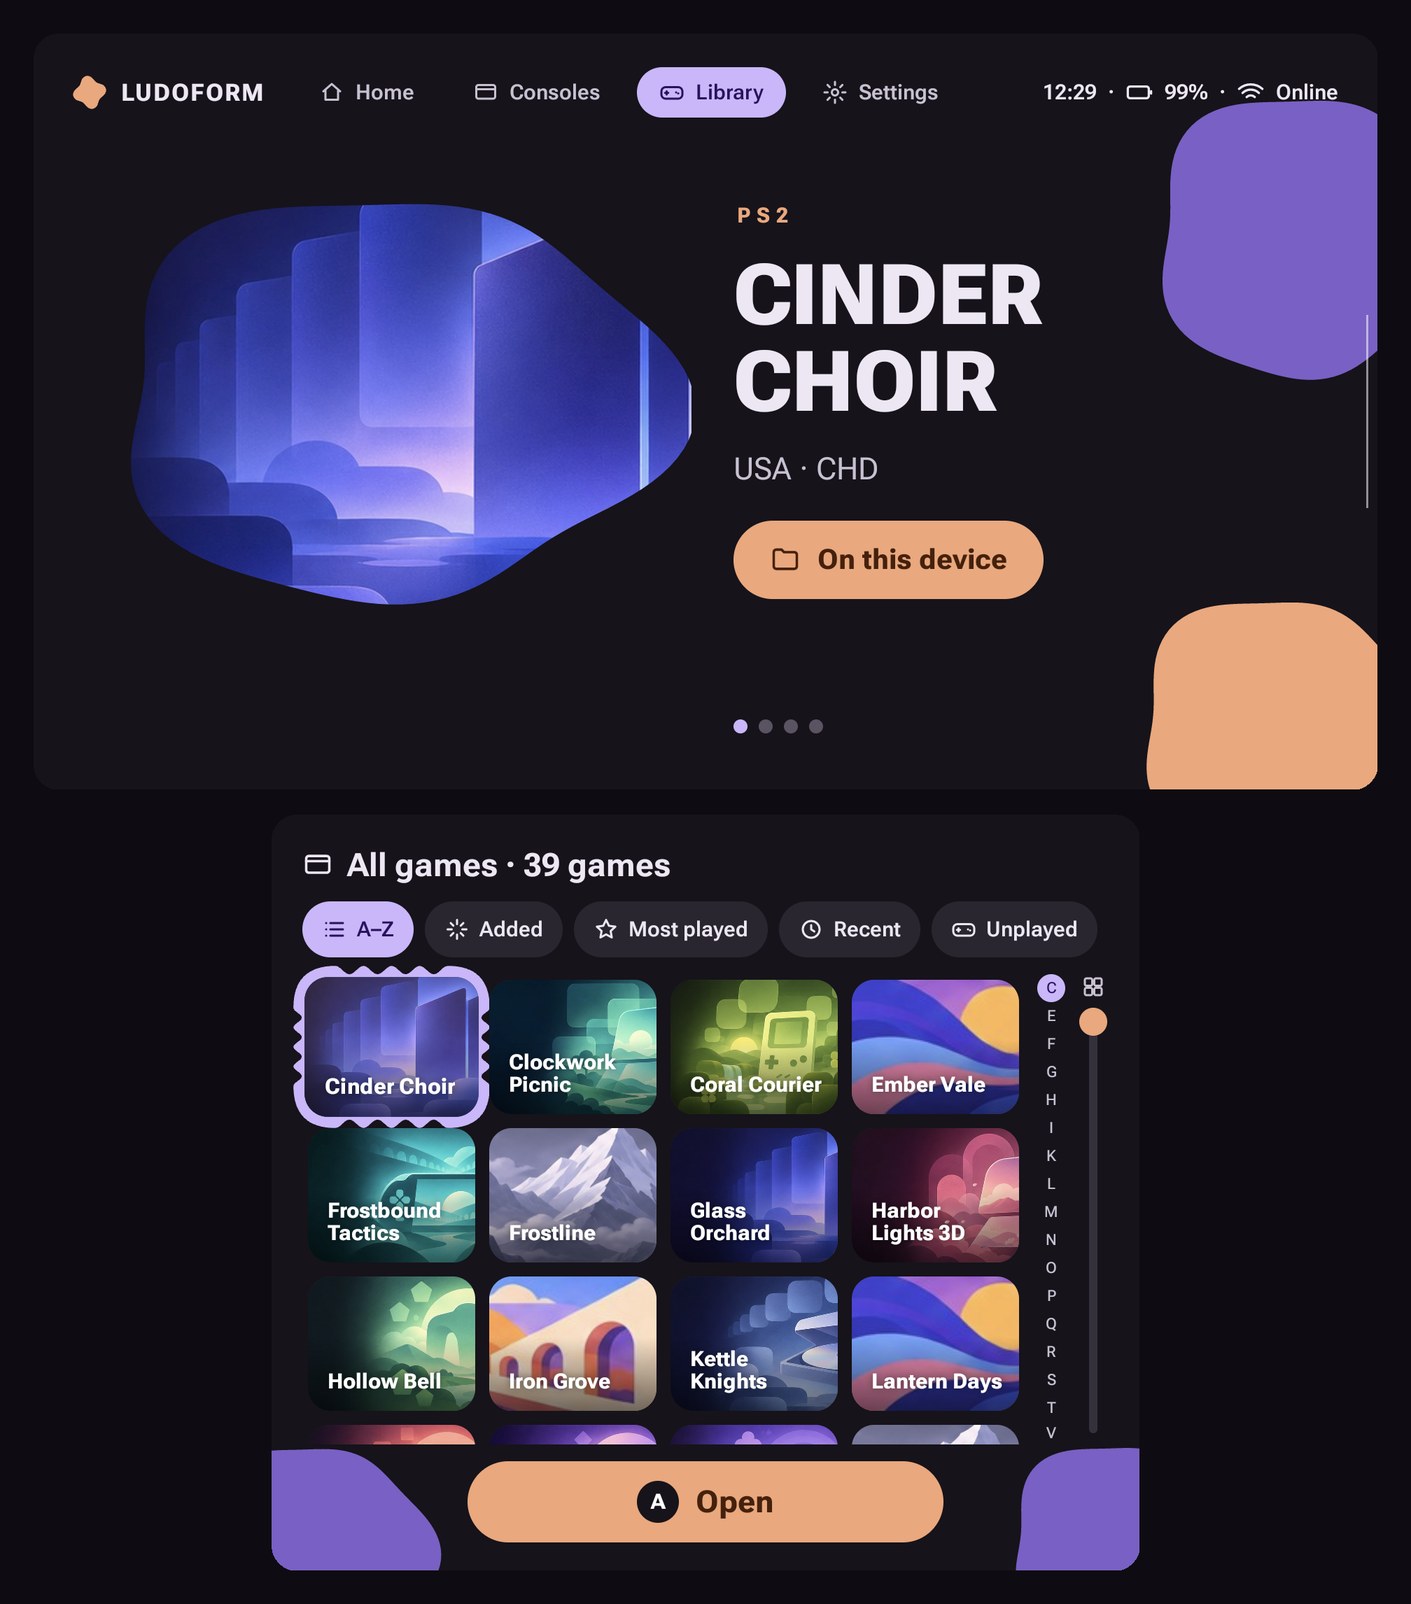 LUDOFORM
Home
Consoles
Library
Settings
12:29 · 99% · Online
PS2
CINDER
CHOIR
USA · CHD
On this device
All games · 39 games
A–Z
Added
Most played
Recent
Unplayed
Cinder Choir
Clockwork
Picnic
Coral Courier
Ember Vale
Frostbound
Tactics
Frostline
Glass
Orchard
Harbor
Lights 3D
Hollow Bell
Iron Grove
Kettle
Knights
Lantern Days
C
E
F
G
H
I
K
L
M
N
O
P
Q
R
S
T
V
A Open